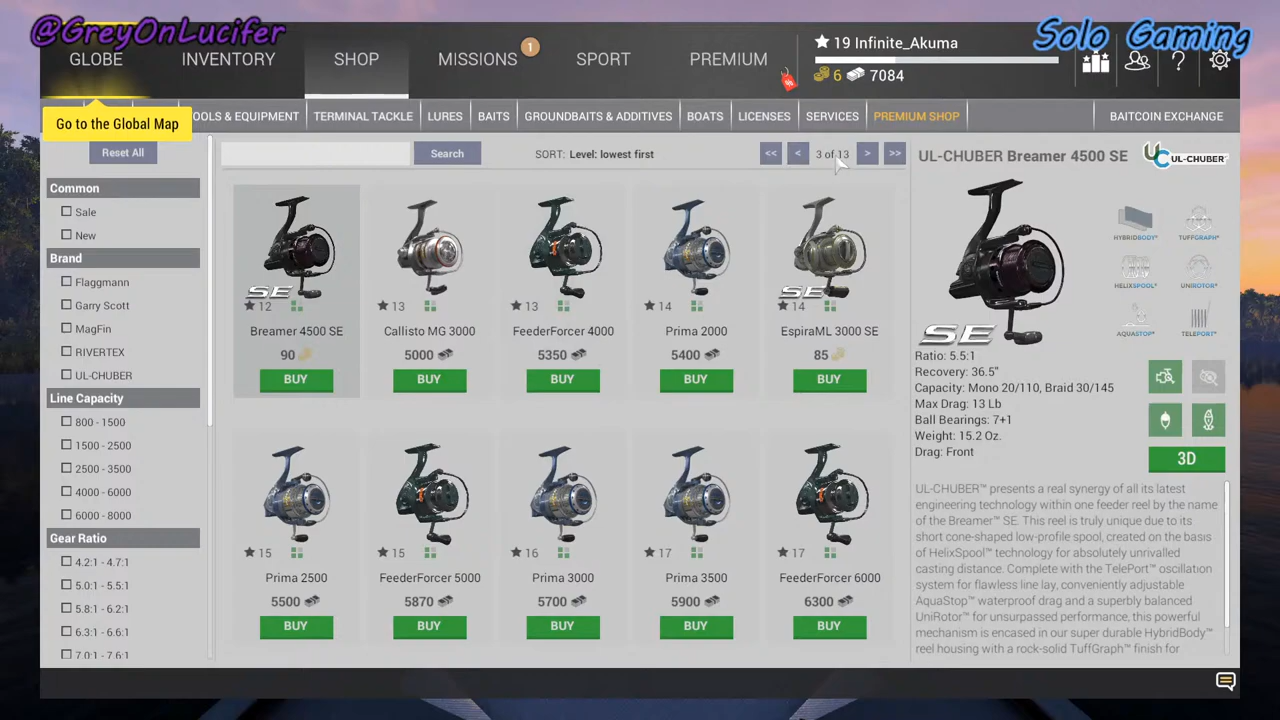 @GreyOnLucifer
Solo Gaming
GLOBE
INVENTORY
SHOP
MISSIONS
1
SPORT
PREMIUM
%
19 Infinite_Akuma
6
7084
?
Go to the Global Map
OOLS & EQUIPMENT
TERMINAL TACKLE
LURES
BAITS
GROUNDBAITS & ADDITIVES
BOATS
LICENSES
SERVICES
PREMIUM SHOP
BAITCOIN EXCHANGE
Reset All
Search
SORT: Level: lowest first
<<
<
3 of 13
>
>>
Common
Sale
New
Brand
Flaggmann
Garry Scott
MagFin
RIVERTEX
UL-CHUBER
Line Capacity
800 - 1500
1500 - 2500
2500 - 3500
4000 - 6000
6000 - 8000
Gear Ratio
4.2:1 - 4.7:1
5.0:1 - 5.5:1
5.8:1 - 6.2:1
6.3:1 - 6.6:1
7.0:1 - 7.6:1
SE
12
Breamer 4500 SE
90
BUY
13
Callisto MG 3000
5000
BUY
13
FeederForcer 4000
5350
BUY
14
Prima 2000
5400
BUY
SE
14
EspiraML 3000 SE
85
BUY
15
Prima 2500
5500
BUY
15
FeederForcer 5000
5870
BUY
16
Prima 3000
5700
BUY
17
Prima 3500
5900
BUY
17
FeederForcer 6000
6300
BUY
UL-CHUBER Breamer 4500 SE
UL-CHUBER
HYBRIDBODY®
TUFFGRAPH®
HELIXSPOOL®
UNIROTOR®
AQUASTOP®
TELEPORT®
SE
Ratio: 5.5:1
Recovery: 36.5"
Capacity: Mono 20/110, Braid 30/145
Max Drag: 13 Lb
Ball Bearings: 7+1
Weight: 15.2 Oz.
Drag: Front
3D
UL-CHUBER™ presents a real synergy of all its latest
engineering technology within one feeder reel by the name
of the Breamer™ SE. This reel is truly unique due to its
short cone-shaped low-profile spool, created on the basis
of HelixSpool™ technology for absolutely unrivalled
casting distance. Complete with the TelePort™ oscillation
system for flawless line lay, conveniently adjustable
AquaStop™ waterproof drag and a superbly balanced
UniRotor™ for unsurpassed performance, this powerful
mechanism is encased in our super durable HybridBody™
reel housing with a rock-solid TuffGraph™ finish for